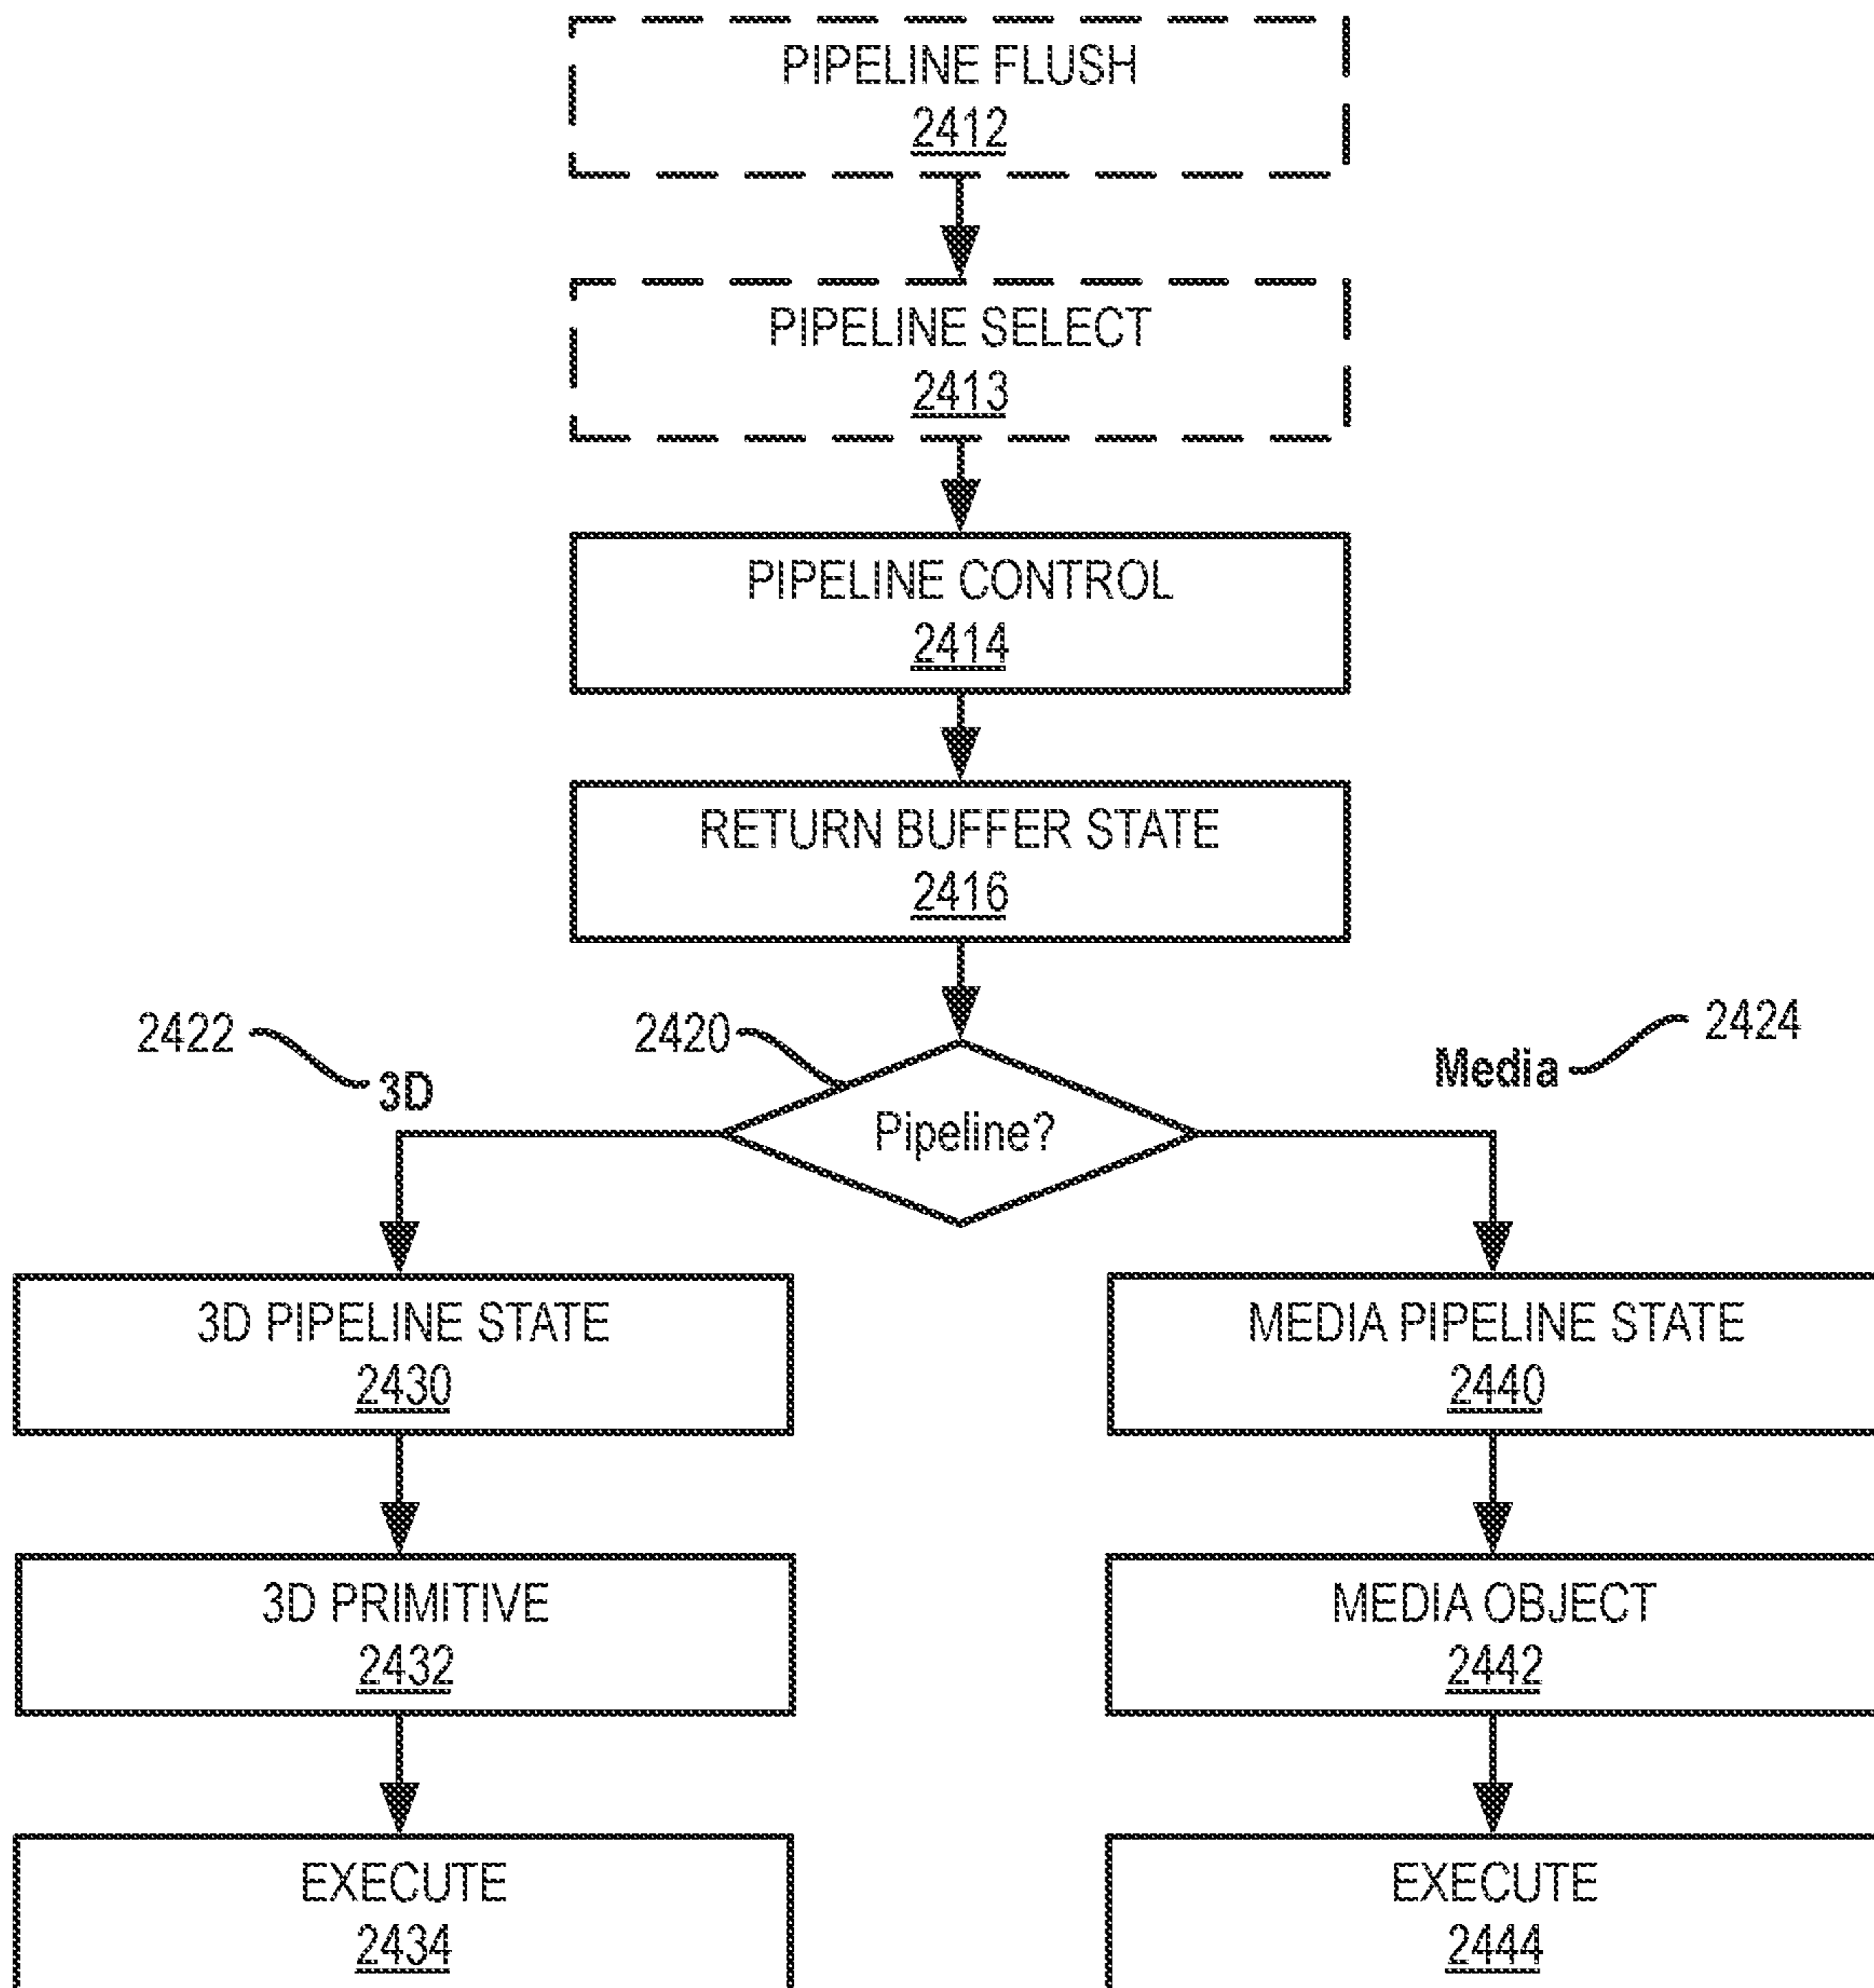 PIPELINE FLUSH
2412
PIPELINE SELECT
2413
PIPELINE CONTROL
2414
RETURN BUFFER STATE
2416
2422
3D
2420
Pipeline?
Media
2424
3D PIPELINE STATE
2430
MEDIA PIPELINE STATE
2440
3D PRIMITIVE
2432
MEDIA OBJECT
2442
EXECUTE
2434
EXECUTE
2444